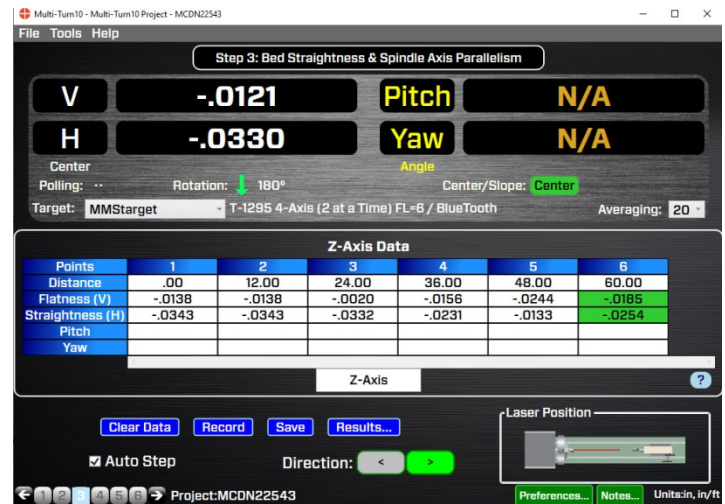 Multi-Turn10 - Multi-Turn10 Project - MCDN22543
File Tools Help
Step 3: Bed Straightness & Spindle Axis Parallelism
V -.0121 Pitch N/A
H -.0330 Yaw N/A
Center Angle
Polling: ·· Rotation: 180° Center/Slope: Center
Target: MMStarget T-1295 4-Axis (2 at a Time) FL=6 / BlueTooth Averaging: 20
Z-Axis Data
Points 1 2 3 4 5 6
Distance .00 12.00 24.00 36.00 48.00 60.00
Flatness (V) -.0138 -.0138 -.0020 -.0156 -.0244 -.0185
Straightness (H) -.0343 -.0343 -.0332 -.0231 -.0133 -.0254
Pitch
Yaw
Z-Axis ?
Clear Data Record Save Results... Laser Position
Auto Step Direction: < >
1 2 3 4 5 6 Project:MCDN22543 Preferences... Notes... Units:in, in/ft